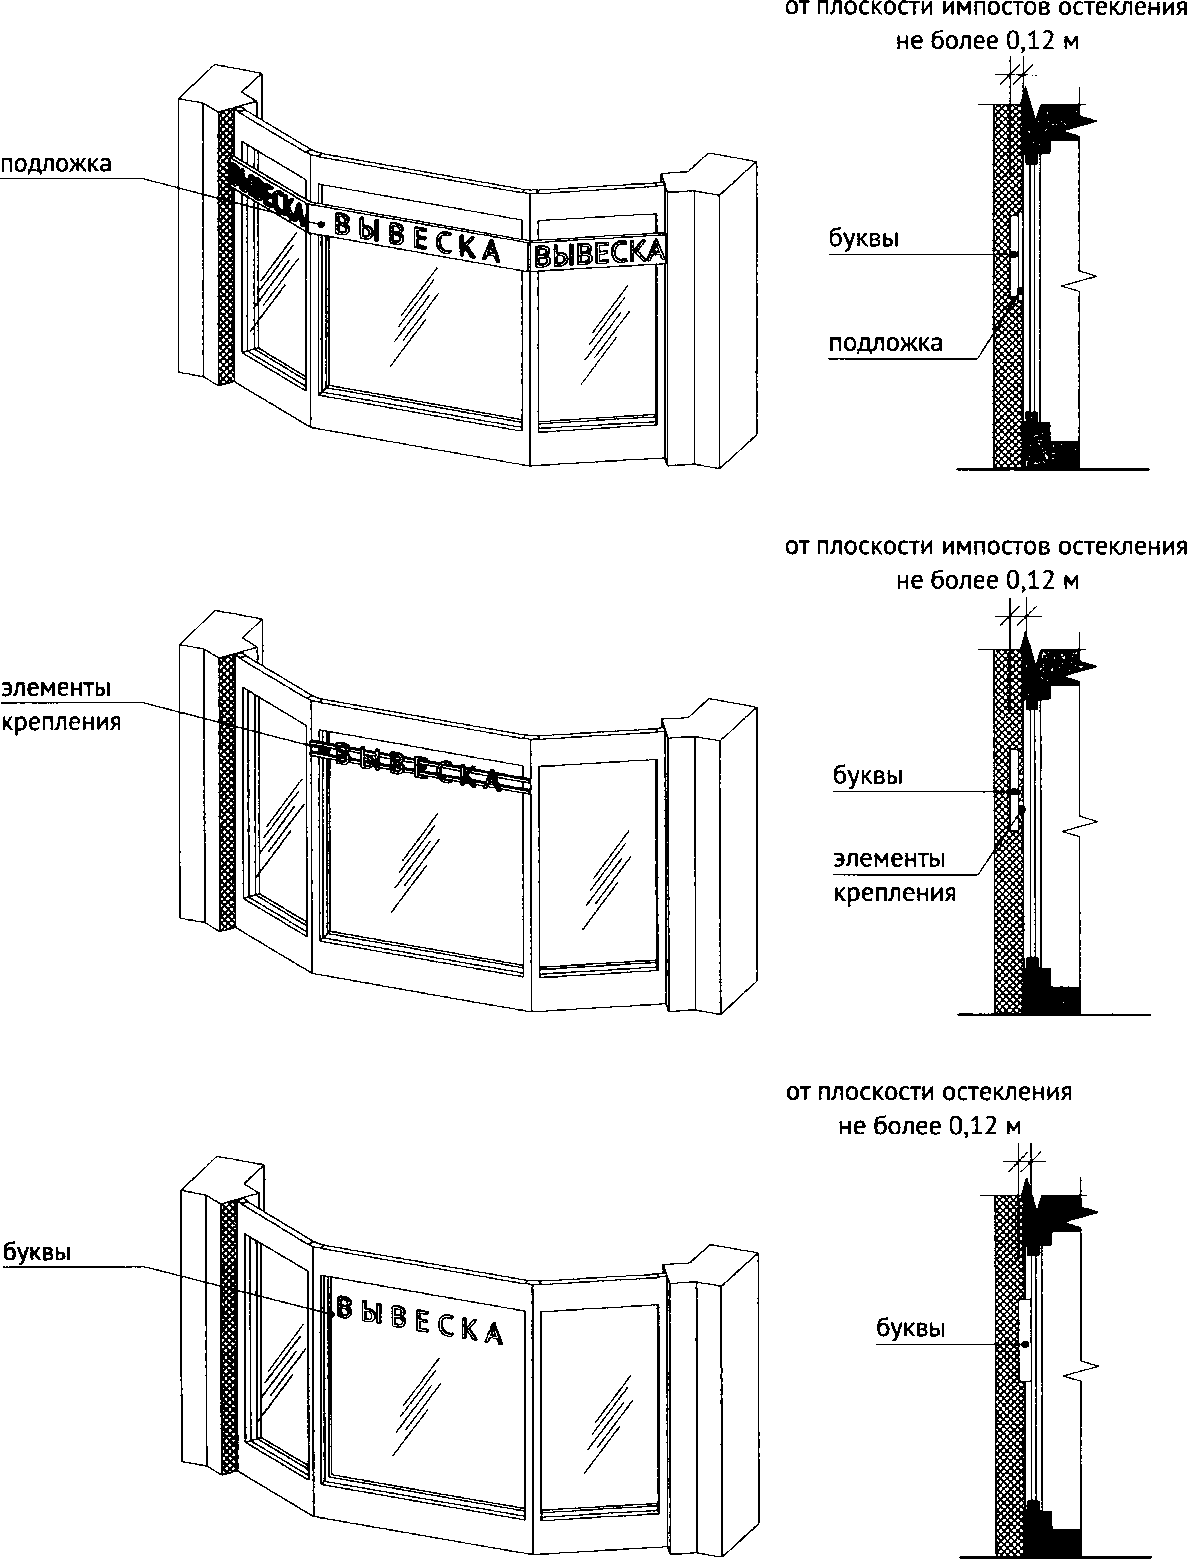 от плоскости импостов остекления
не более 0,12 м
подложка
ВЫВЕСКА
ВЫВЕСКА
ВЫВЕСКА
буквы
подложка
от плоскости импостов остекления
не более 0,12 м
элементы
крепления
ВЫВЕСКА
буквы
элементы
крепления
от плоскости остекления
не более 0,12 м
буквы
ВЫВЕСКА
буквы